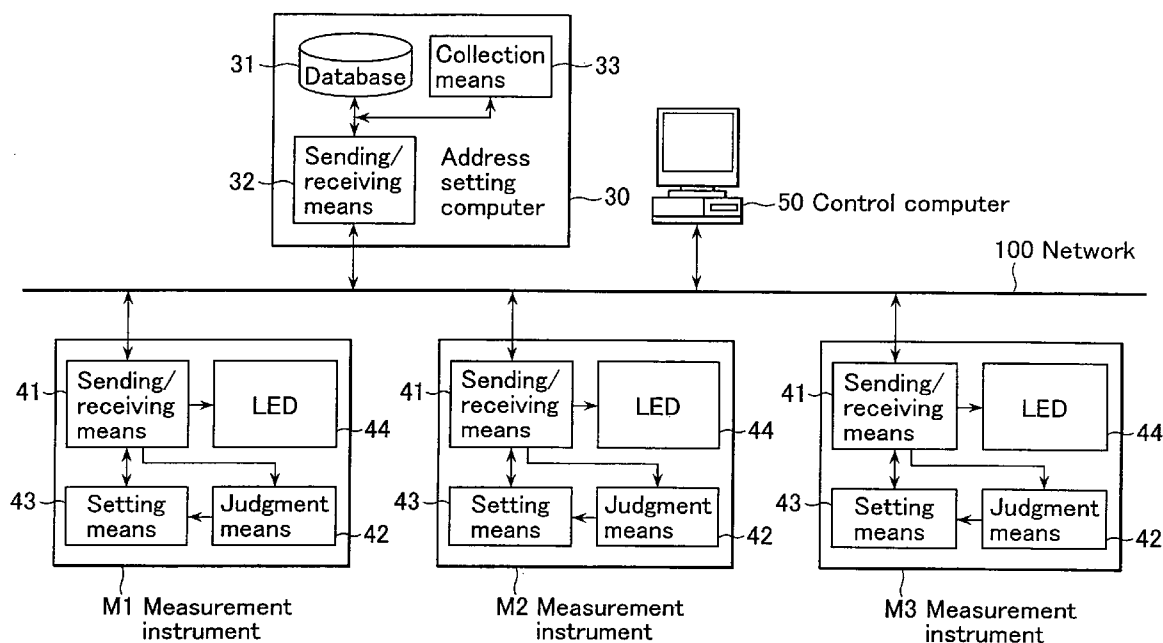 31
Database
Collection
means
33
32
Sending/
receiving
means
Address
setting
computer
30
50 Control computer
100 Network
41
Sending/
receiving
means
LED
44
43
Setting
means
Judgment
means
42
M1 Measurement
instrument
41
Sending/
receiving
means
LED
44
43
Setting
means
Judgment
means
42
M2 Measurement
instrument
41
Sending/
receiving
means
LED
44
43
Setting
means
Judgment
means
42
M3 Measurement
instrument